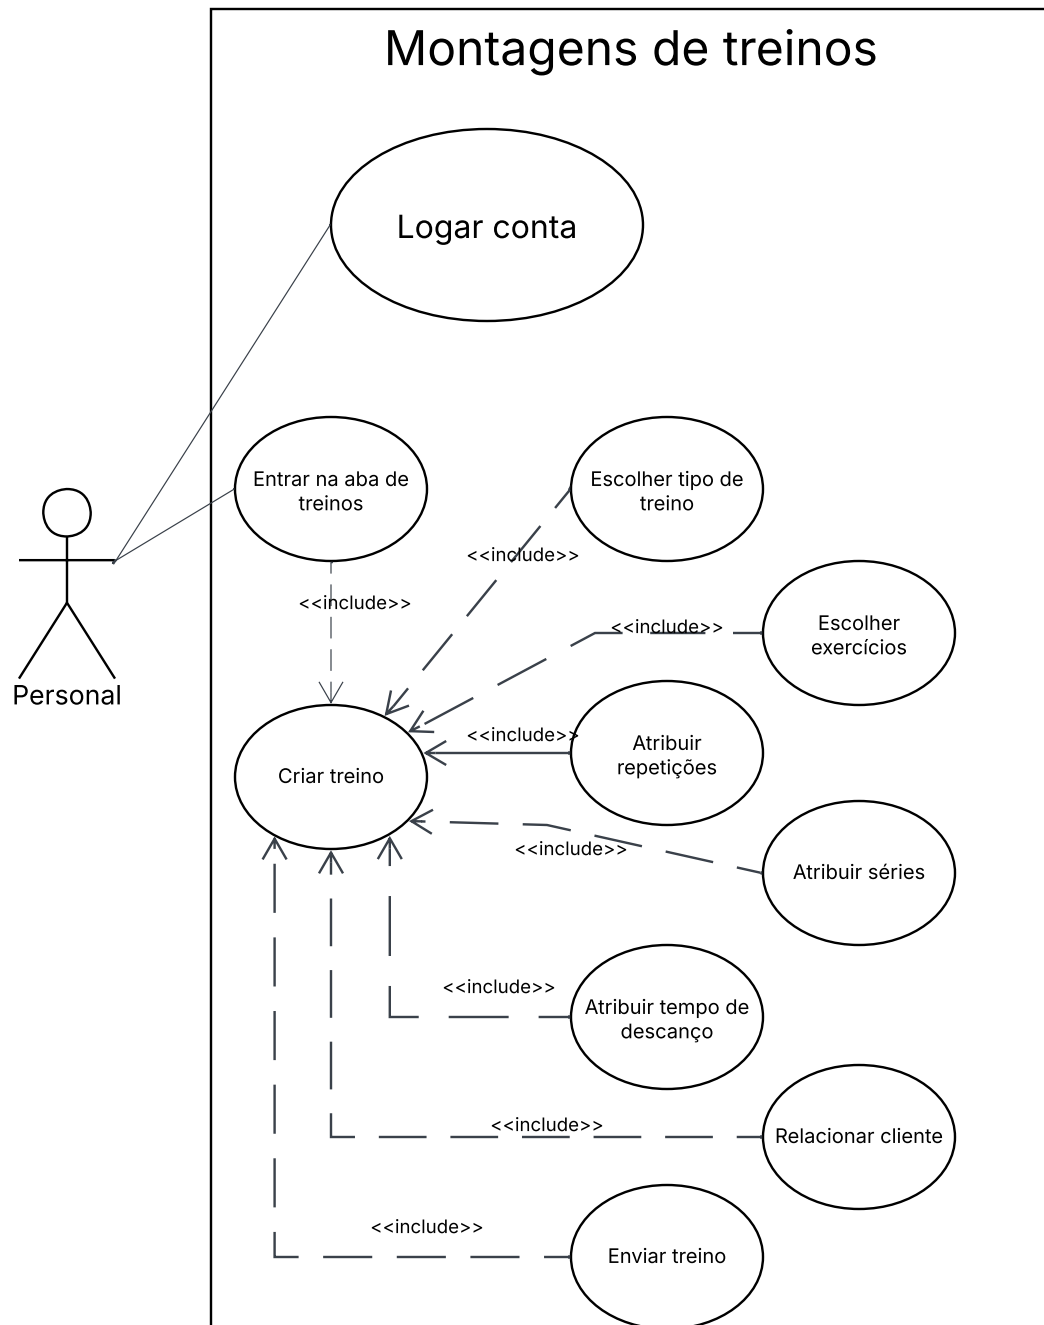 Montagens de treinos
Logar conta
Entrar na aba de
treinos
Escolher tipo de
treino
<<include>>
<<include>>
Escolher
exercícios
<<include>>
Personal
<<include>>
Atribuir
repetições
Criar treino
<<include>>
Atribuir séries
<<include>>
Atribuir tempo de
descanço
<<include>>
Relacionar cliente
<<include>>
Enviar treino